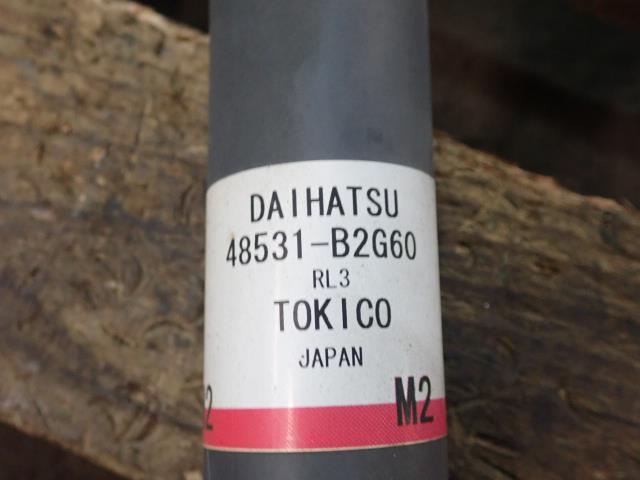 DAIHATSU
48531-B2G60
RL3
TOKICO
JAPAN
2 M2